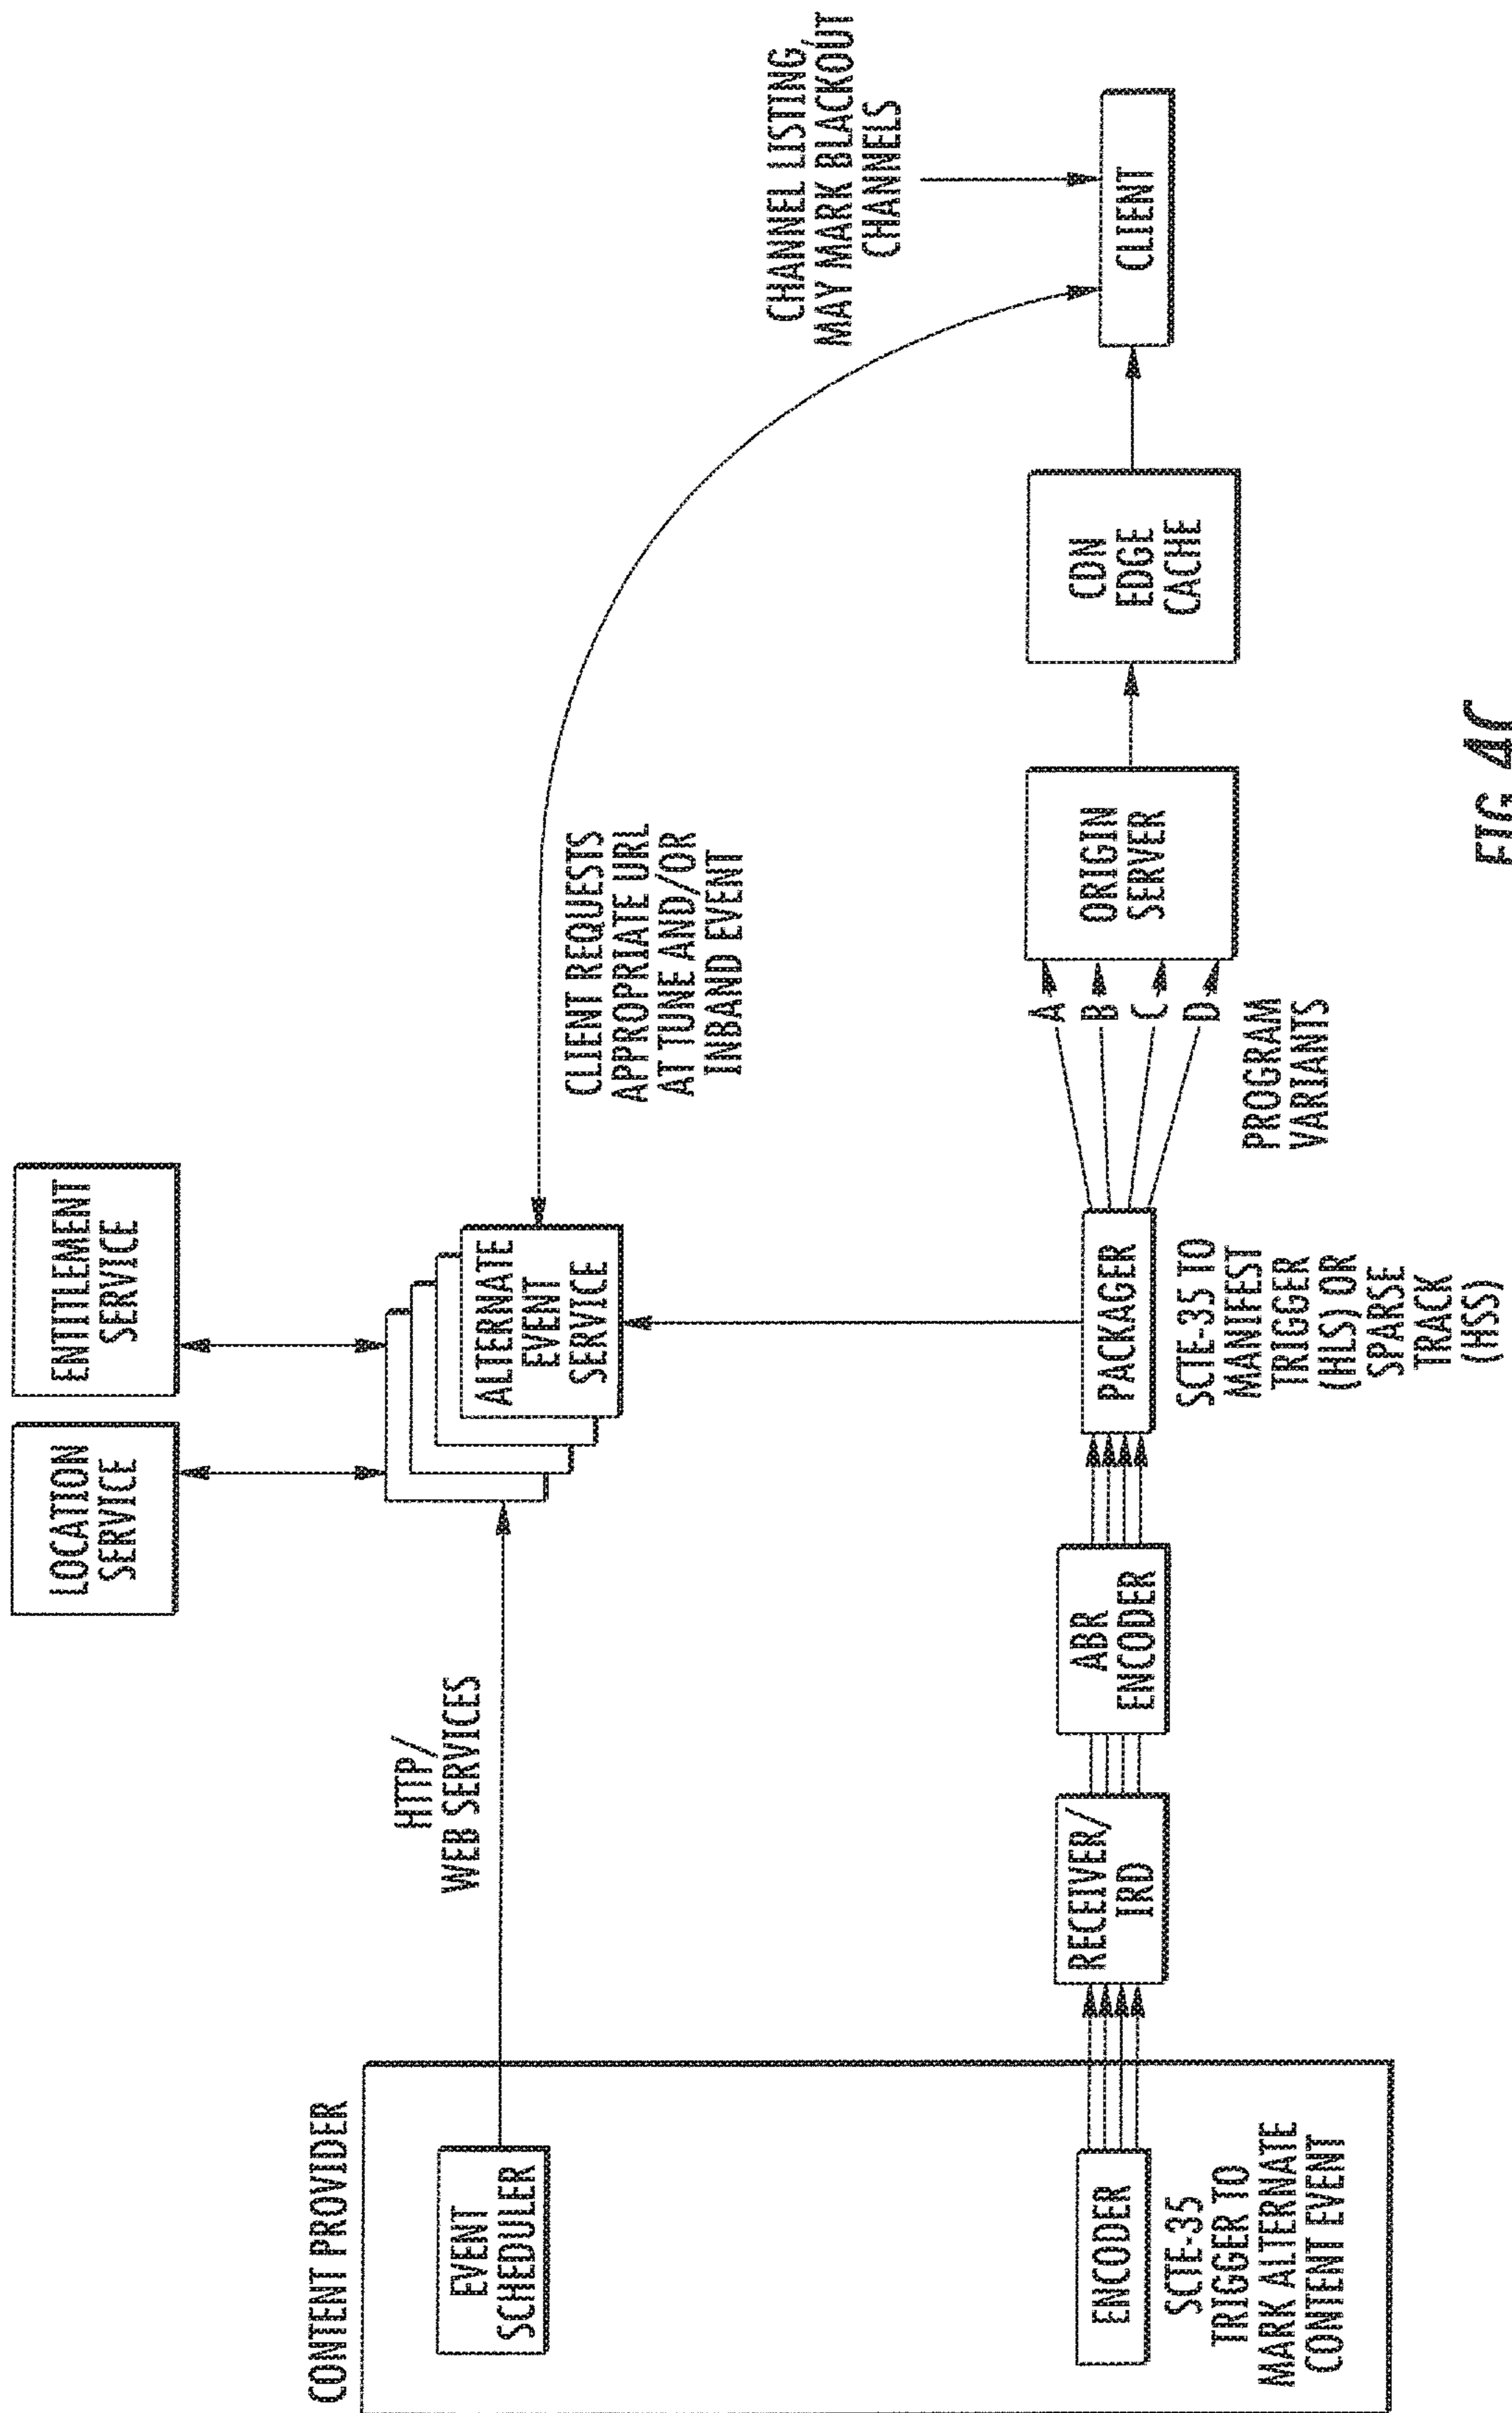 CONTENT PROVIDER
EVENT
SCHEDULER
ENCODER
SCTE-35
TRIGGER TO
MARK ALTERNATE
CONTENT EVENT
HTTP/
WEB SERVICES
RECEIVER/
IRD
ABR
ENCODER
LOCATION
SERVICE
ENTITLEMENT
SERVICE
ALTERNATE
EVENT
SERVICE
PACKAGER
SCTE-35 TO
MANIFEST
TRIGGER
(HLS) OR
SPARSE
TRACK
(HSS)
A
B
C
D
PROGRAM
VARIANTS
CLIENT REQUESTS
APPROPRIATE URL
AT TUNE AND/OR
INBAND EVENT
ORIGIN
SERVER
CDN
EDGE
CACHE
CHANNEL LISTING,
MAY MARK BLACKOUT
CHANNELS
CLIENT
FIG. 4C